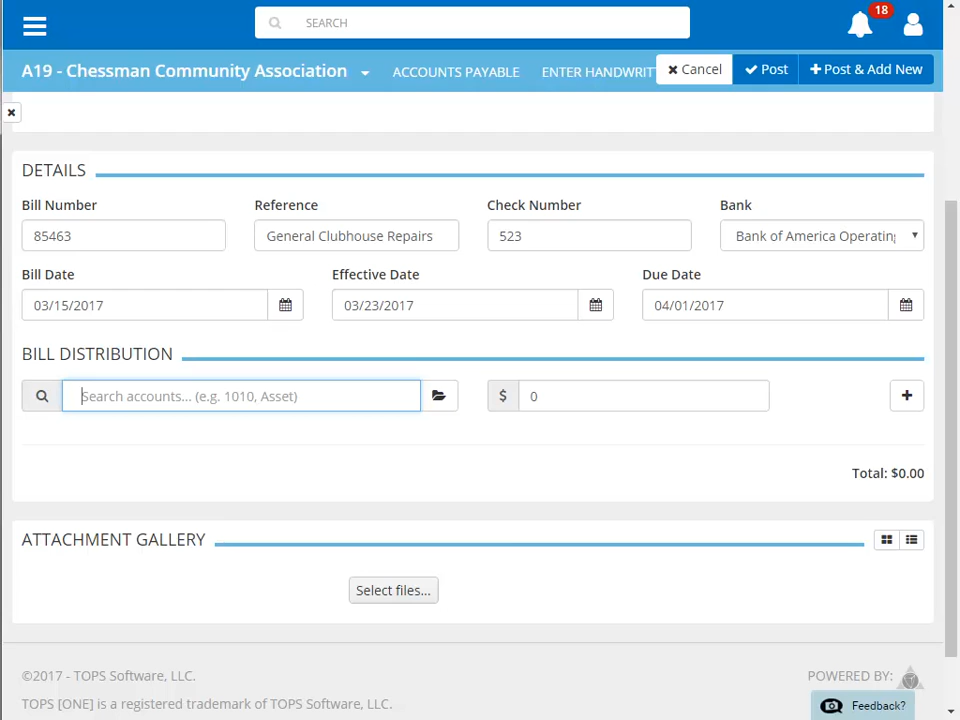 SEARCH
18
A19 - Chessman Community Association ACCOUNTS PAYABLE ENTER HANDWRIT Cancel Post Post & Add New
DETAILS
Bill Number Reference Check Number Bank
85463 General Clubhouse Repairs 523 Bank of America Operating
Bill Date Effective Date Due Date
03/15/2017 03/23/2017 04/01/2017
BILL DISTRIBUTION
Search accounts... (e.g. 1010, Asset) $ 0
Total: $0.00
ATTACHMENT GALLERY
Select files...
©2017 - TOPS Software, LLC. POWERED BY:
TOPS [ONE] is a registered trademark of TOPS Software, LLC.
Feedback?